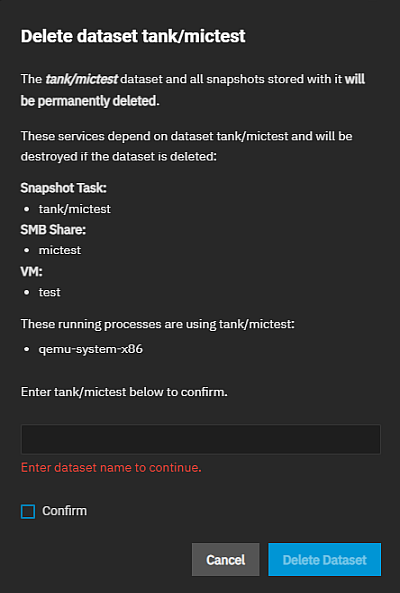 Delete dataset tank/mictest
The tank/mictest dataset and all snapshots stored with it will
be permanently deleted.
These services depend on dataset tank/mictest and will be
destroyed if the dataset is deleted:
Snapshot Task:
• tank/mictest
SMB Share:
• mictest
VM:
• test
These running processes are using tank/mictest:
• qemu-system-x86
Enter tank/mictest below to confirm.
Enter dataset name to continue.
Confirm
Cancel Delete Dataset